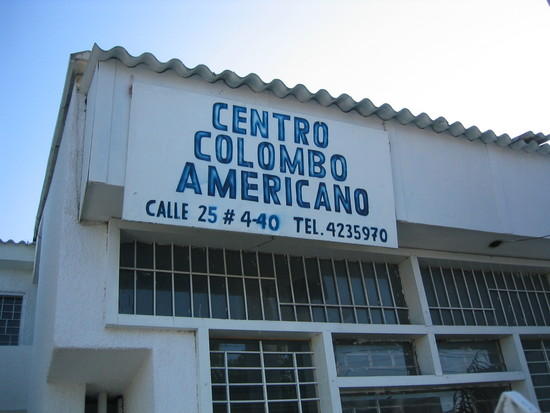 CENTRO
COLOMBO
AMERICANO
CALLE 25 # 4-40 TEL. 4235970